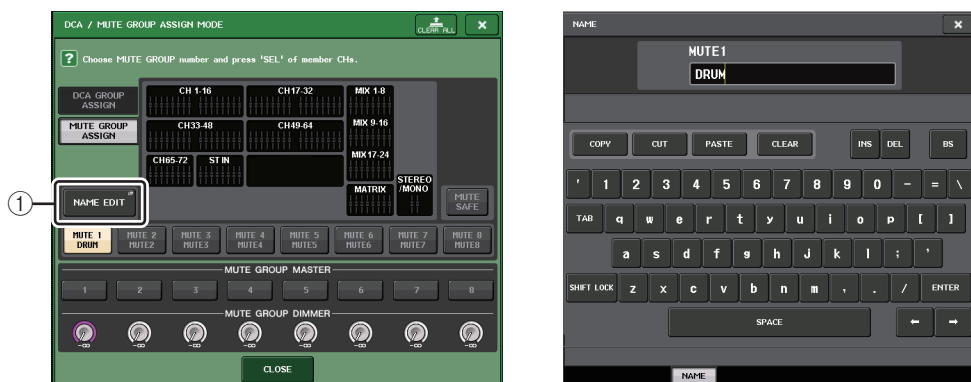 DCA / MUTE GROUP ASSIGN MODE
CLEAR ALL
×
? Choose MUTE GROUP number and press 'SEL' of member CHs.
DCA GROUP
ASSIGN
MUTE GROUP
ASSIGN
CH 1-16
CH17-32
MIX 1-8
CH33-48
CH49-64
MIX 9-16
CH65-72
ST IN
MIX17-24
MATRIX
STEREO
/MONO
1
NAME EDIT
MUTE
SAFE
MUTE 1
DRUM
MUTE 2
MUTE2
MUTE 3
MUTE3
MUTE 4
MUTE4
MUTE 5
MUTE5
MUTE 6
MUTE6
MUTE 7
MUTE7
MUTE 8
MUTE8
MUTE GROUP MASTER
1 2 3 4 5 6 7 8
MUTE GROUP DIMMER
-∞ -∞ -∞ -∞ -∞ -∞ -∞ -∞
CLOSE
NAME
×
MUTE1
DRUM
COPY CUT PASTE CLEAR INS DEL BS
' 1 2 3 4 5 6 7 8 9 0 - = \
TAB q w e r t y u i o p [ ]
a s d f g h j k l ; '
SHIFT LOCK z x c v b n m , . / ENTER
SPACE ← →
NAME